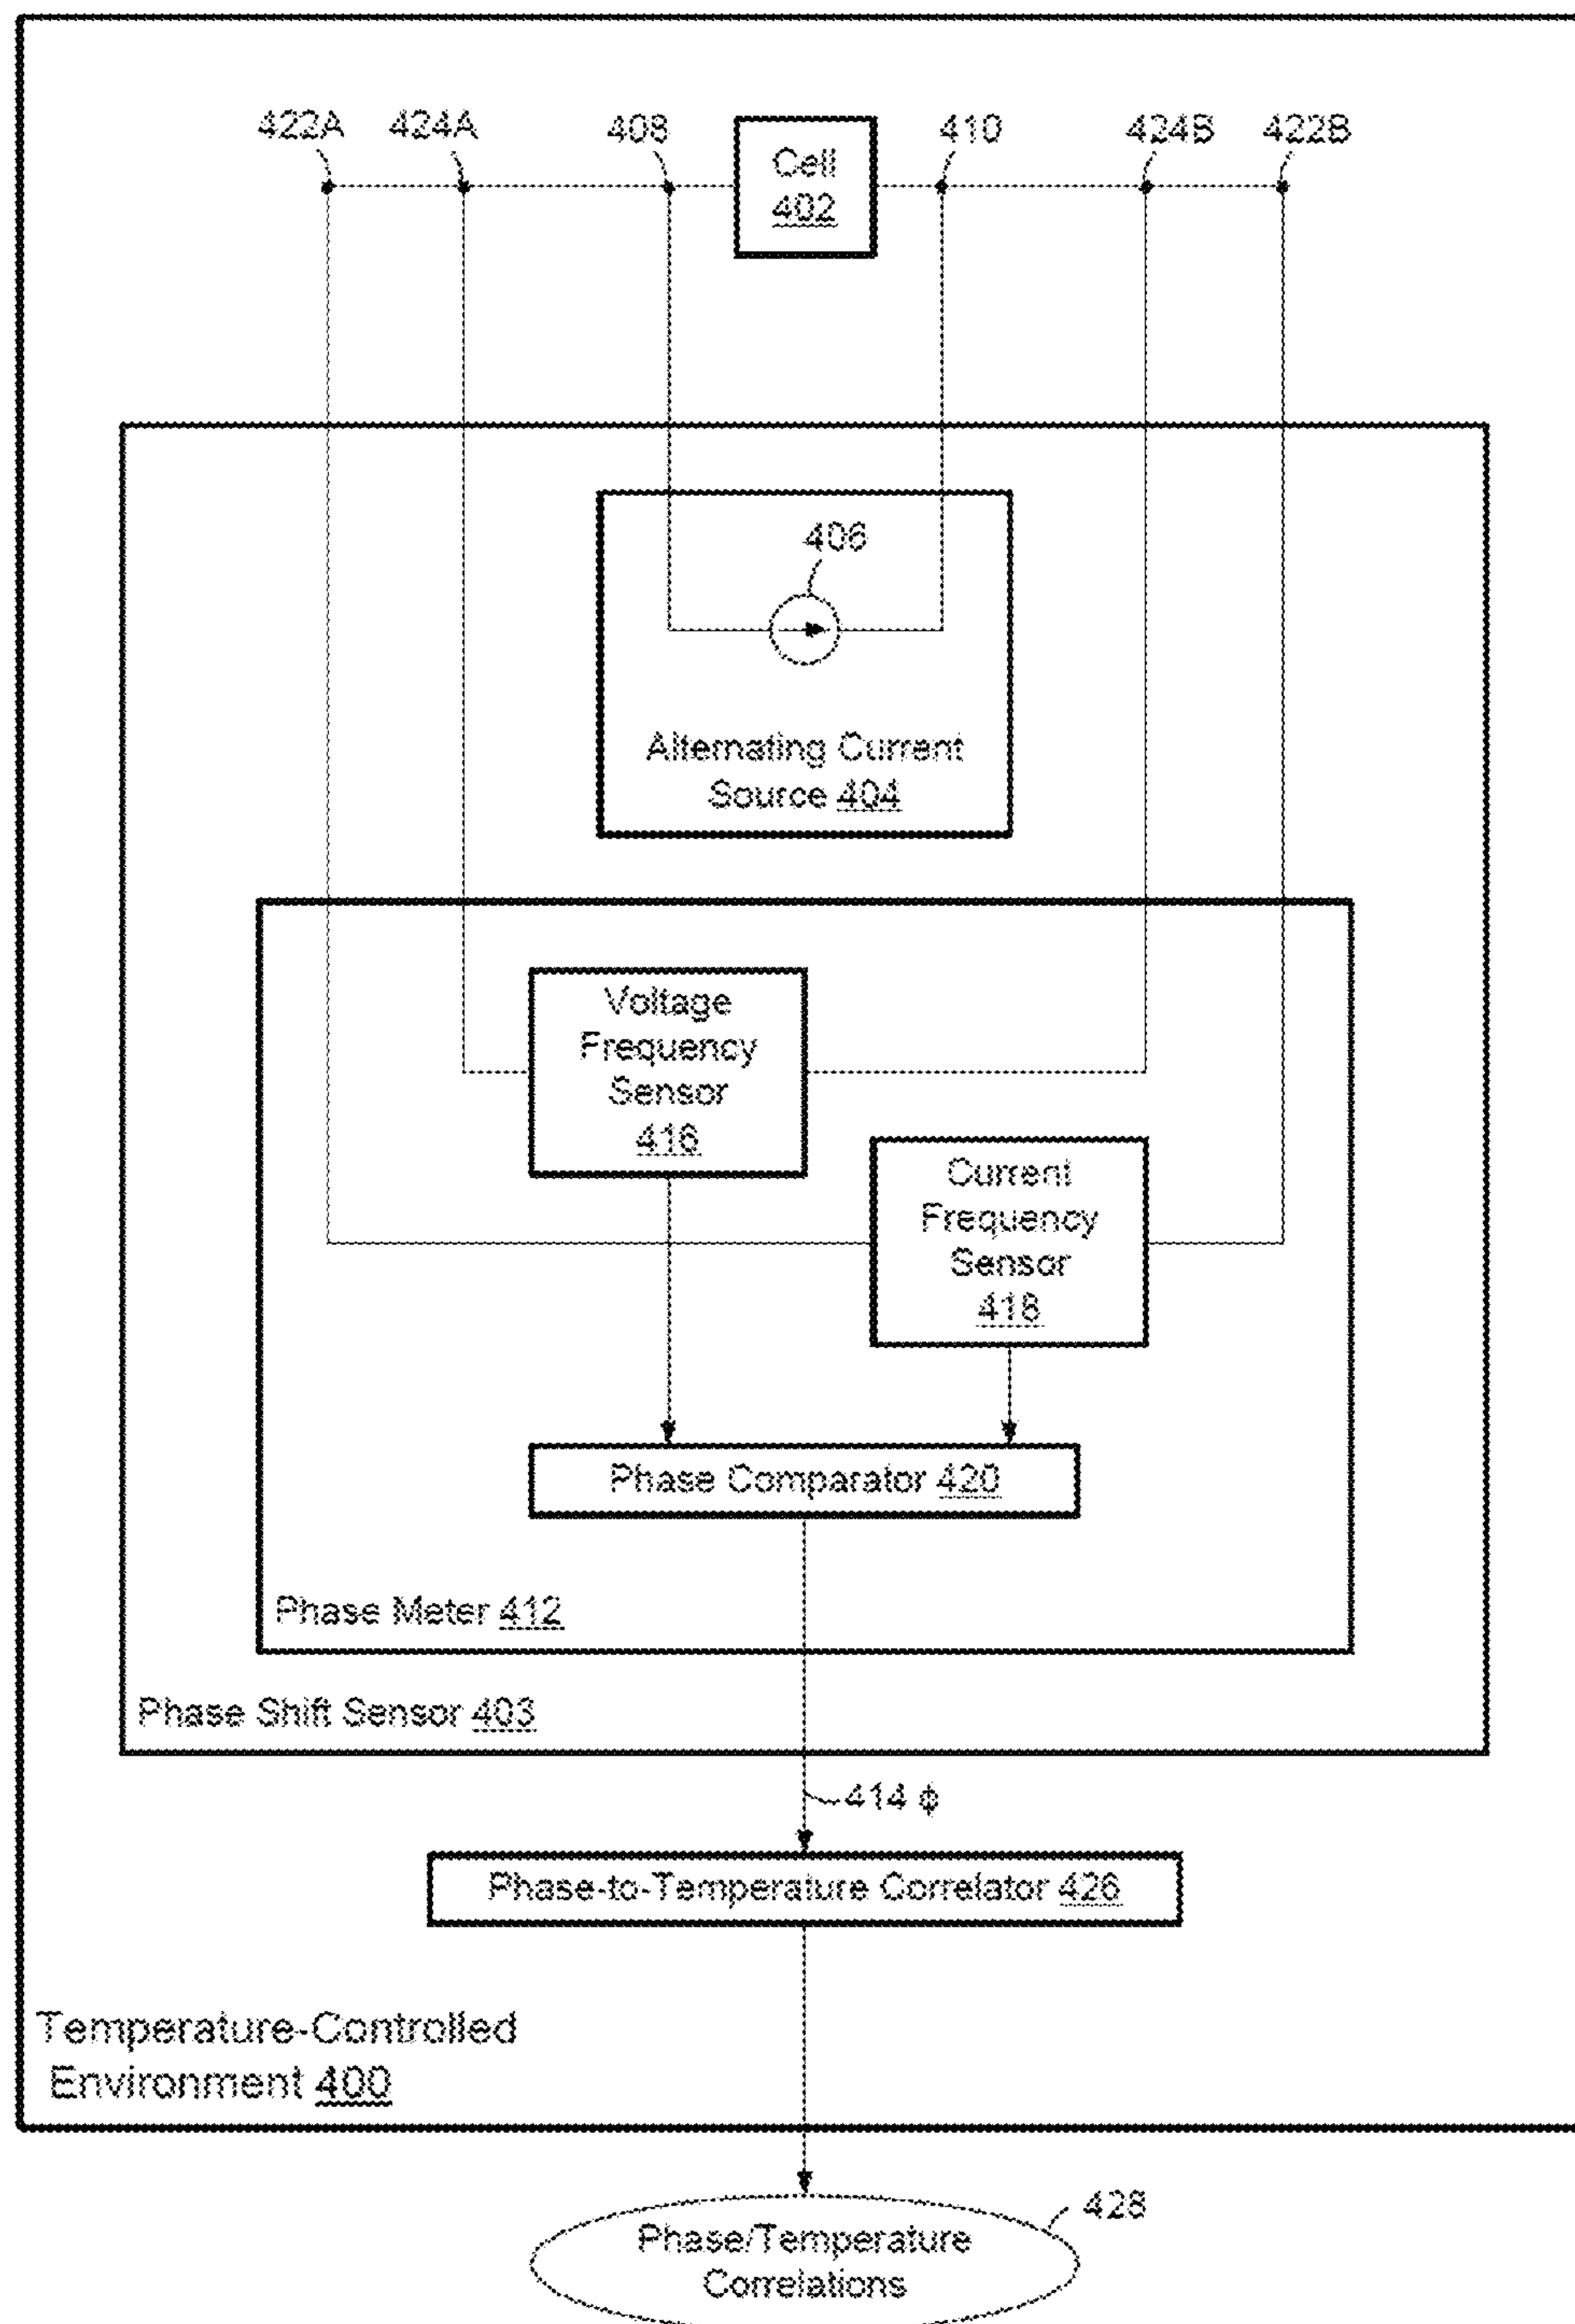 422A 424A 408 410 424B 422B
Cell
402
406
Alternating Current
Source 404
Voltage
Frequency
Sensor
416
Current
Frequency
Sensor
418
Phase Comparator 420
Phase Meter 412
Phase Shift Sensor 403
414 ϕ
Phase-to-Temperature Correlator 426
Temperature-Controlled
Environment 400
428
Phase/Temperature
Correlations